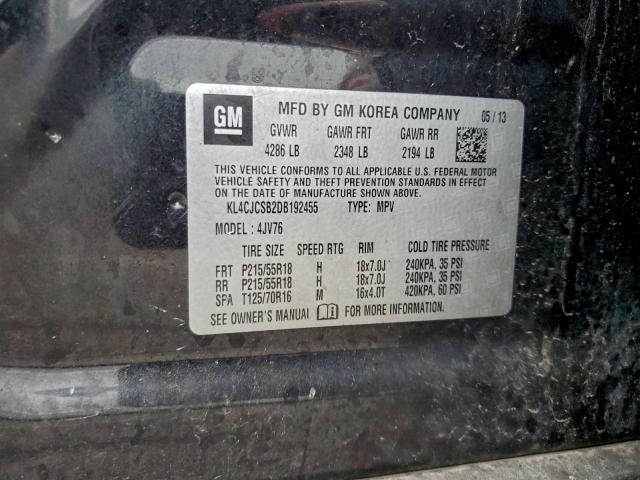 GM MFD BY GM KOREA COMPANY 05 / 13
GVWR GAWR FRT GAWR RR
4286 LB 2348 LB 2194 LB
THIS VEHICLE CONFORMS TO ALL APPLICABLE U.S. FEDERAL MOTOR
VEHICLE SAFETY AND THEFT PREVENTION STANDARDS IN EFFECT ON
THE DATE OF MANUFACTURE SHOWN ABOVE.
KL4CJCSB2DB192455 TYPE: MPV
MODEL : 4JV76
TIRE SIZE SPEED RTG RIM COLD TIRE PRESSURE
FRT P215/55R18 H 18x7.0J 240KPA, 35 PSI
RR P215/55R18 H 18x7.0J 240KPA, 35 PSI
SPA T125/70R16 M 16x4.0T 420KPA, 60 PSI
SEE OWNER'S MANUAL FOR MORE INFORMATION.